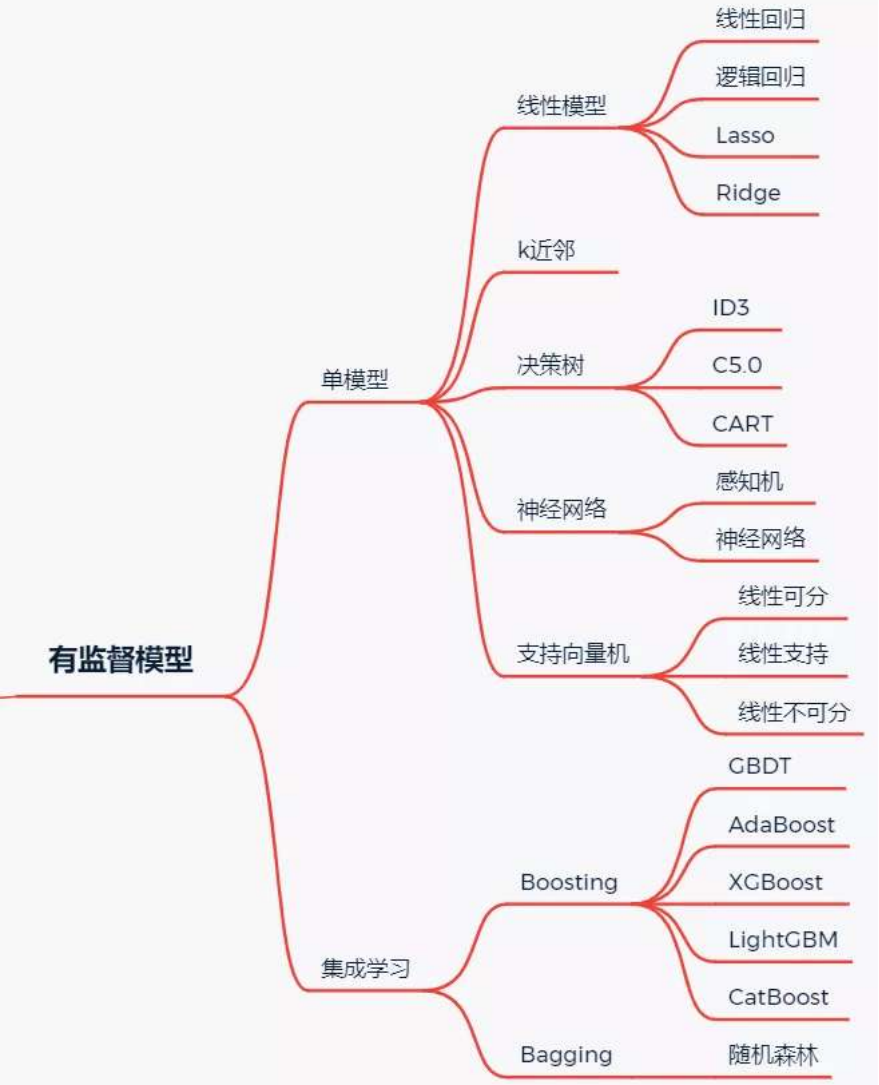 有监督模型
单模型
线性模型
线性回归
逻辑回归
Lasso
Ridge
k近邻
决策树
ID3
C5.0
CART
神经网络
感知机
神经网络
支持向量机
线性可分
线性支持
线性不可分
集成学习
Boosting
GBDT
AdaBoost
XGBoost
LightGBM
CatBoost
Bagging
随机森林